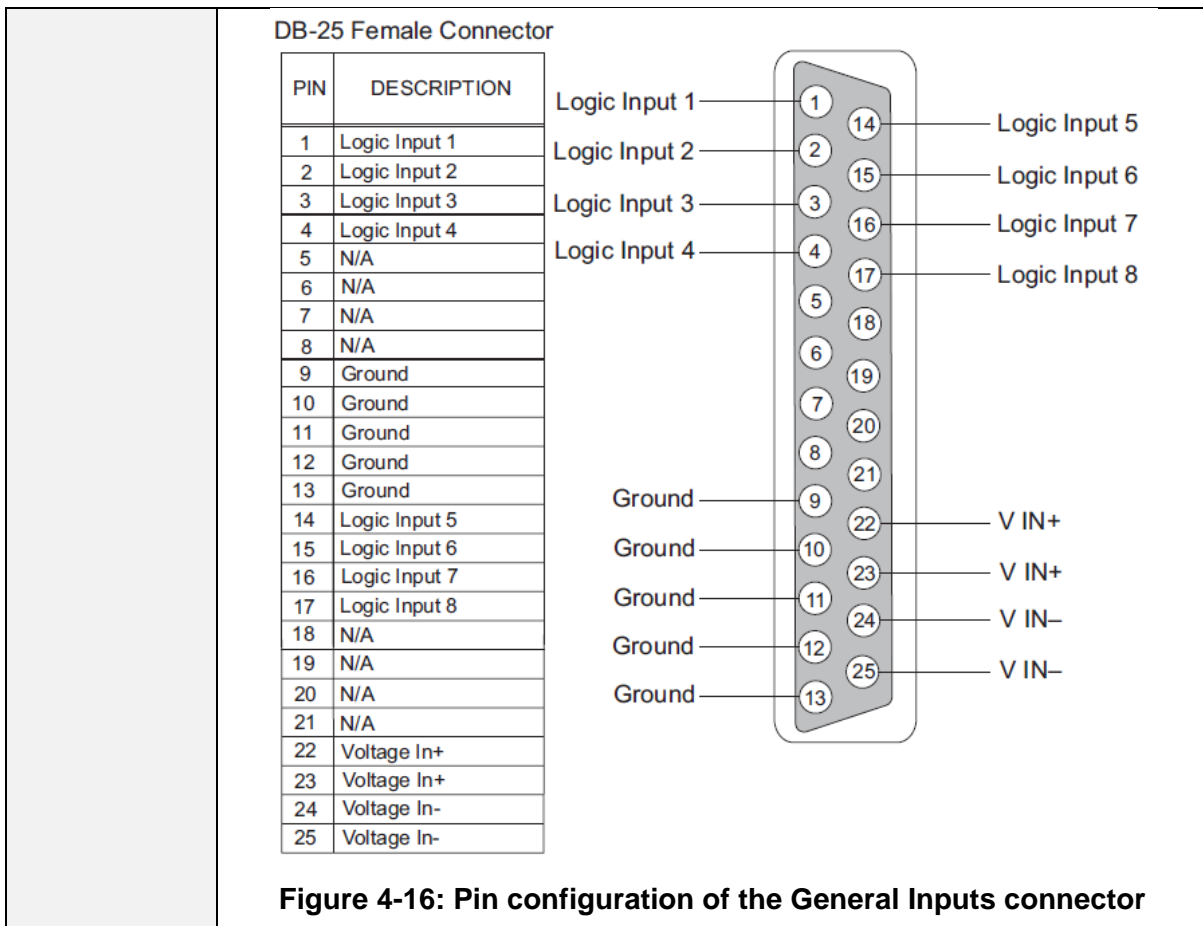 DB-25 Female Connector
PIN DESCRIPTION
1 Logic Input 1
2 Logic Input 2
3 Logic Input 3
4 Logic Input 4
5 N/A
6 N/A
7 N/A
8 N/A
9 Ground
10 Ground
11 Ground
12 Ground
13 Ground
14 Logic Input 5
15 Logic Input 6
16 Logic Input 7
17 Logic Input 8
18 N/A
19 N/A
20 N/A
21 N/A
22 Voltage In+
23 Voltage In+
24 Voltage In-
25 Voltage In-
Logic Input 1 1
14 Logic Input 5
Logic Input 2 2
15 Logic Input 6
Logic Input 3 3
16 Logic Input 7
Logic Input 4 4
17 Logic Input 8
5
18
6
19
7
20
8
21
Ground 9
22 V IN+
Ground 10
23 V IN+
Ground 11
24 V IN–
Ground 12
25 V IN–
Ground 13
Figure 4-16: Pin configuration of the General Inputs connector